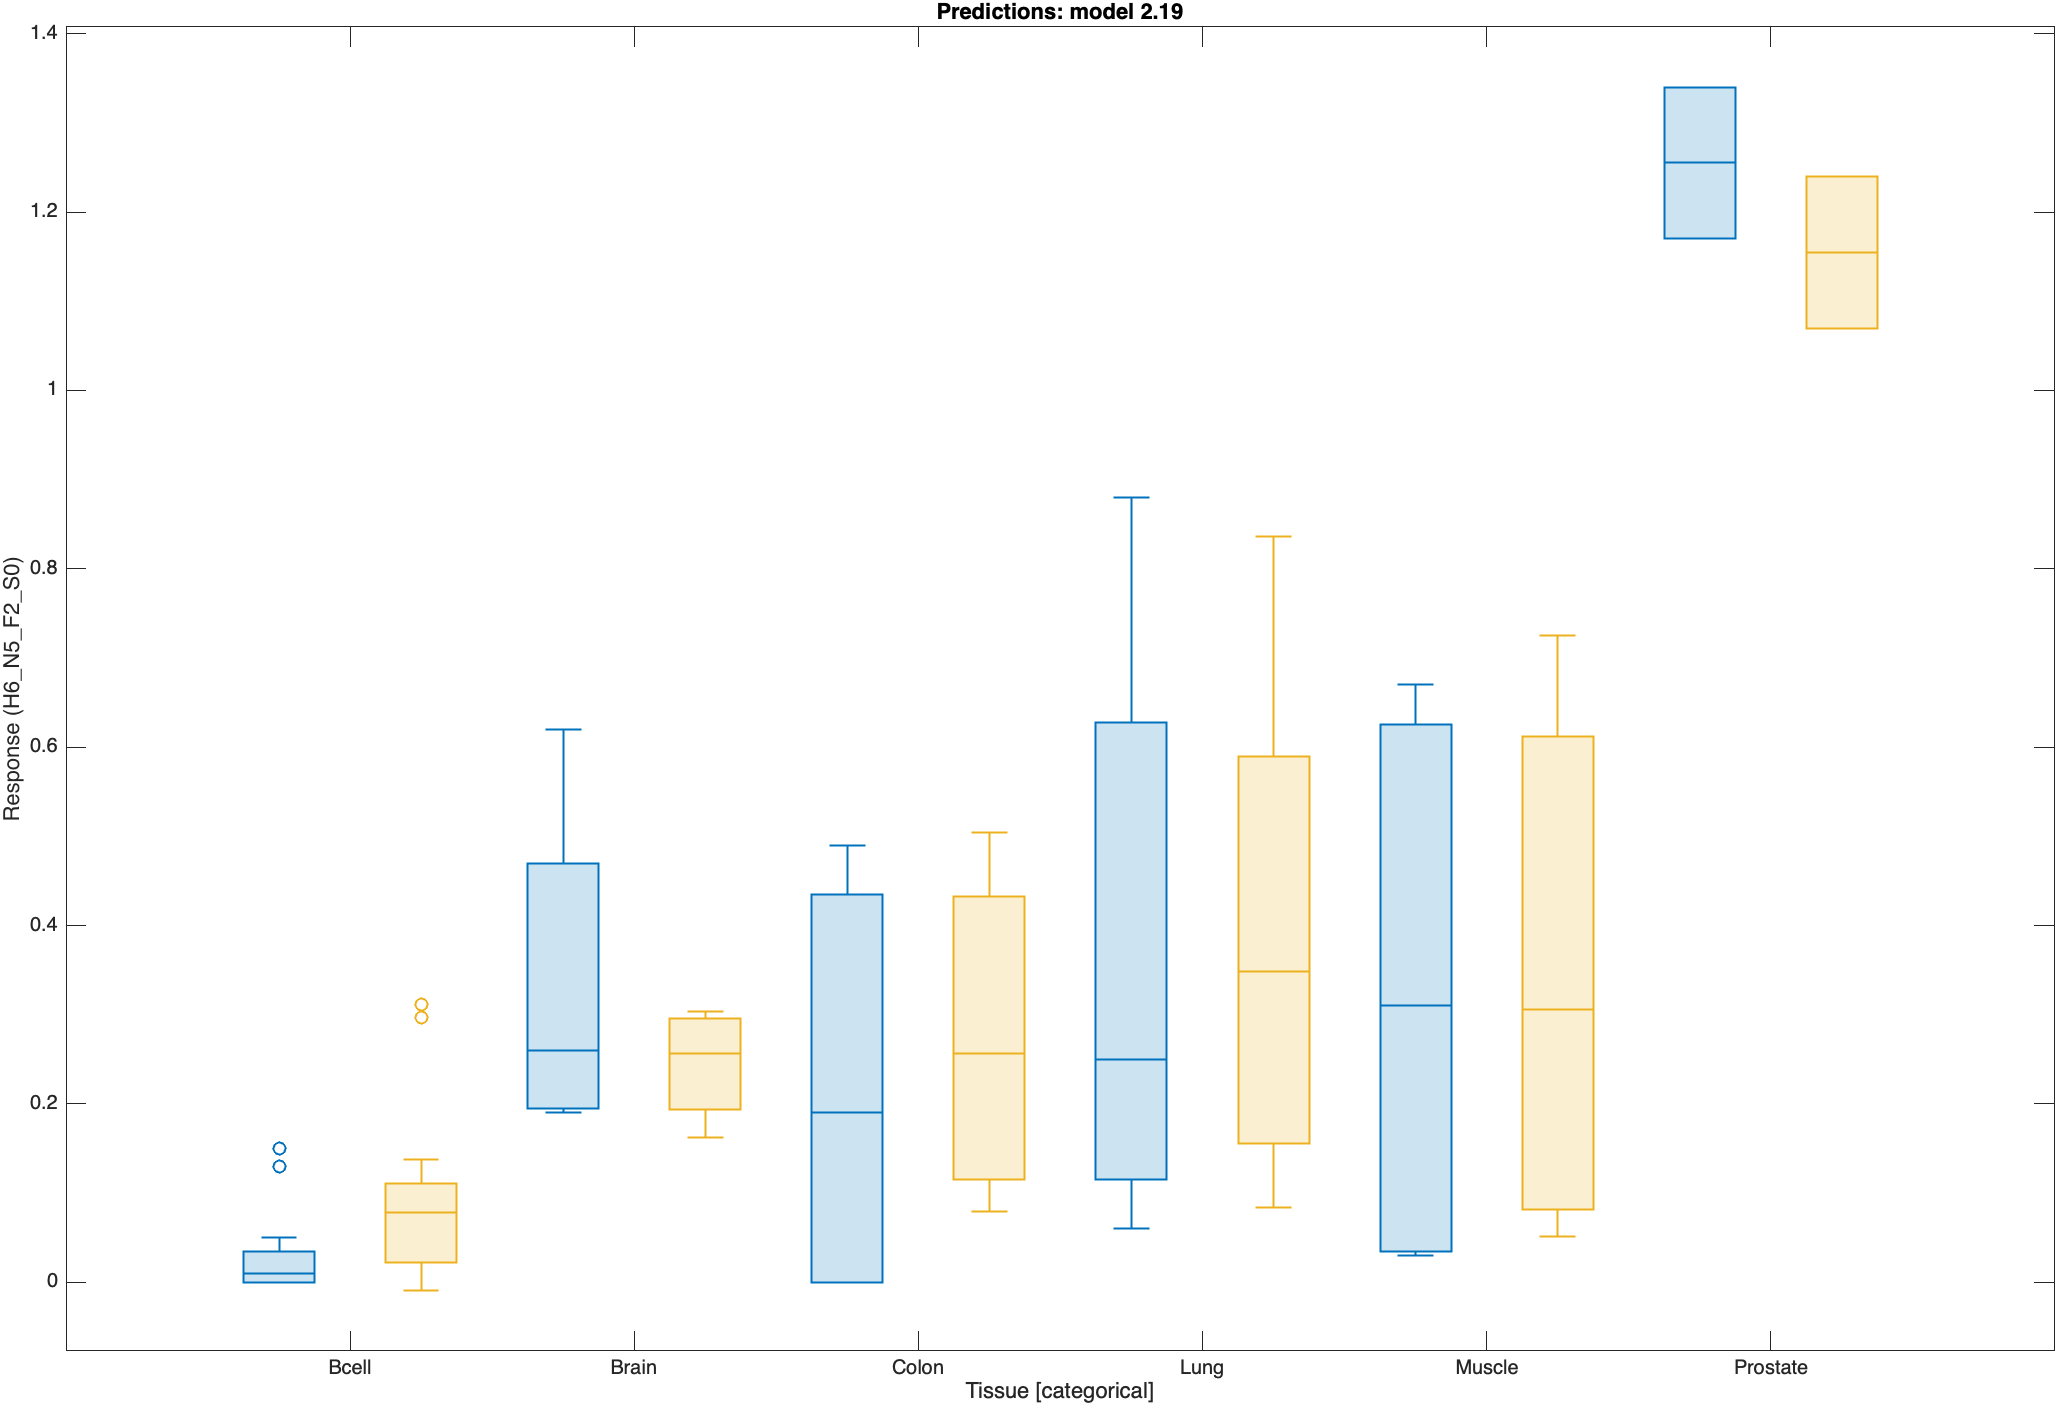 Predictions: model 2.19
1.4
1.2
1
0.8
0.6
0.4
0.2
0
Response (H6_N5_F2_S0)
Bcell Brain Colon Lung Muscle Prostate
Tissue [categorical]